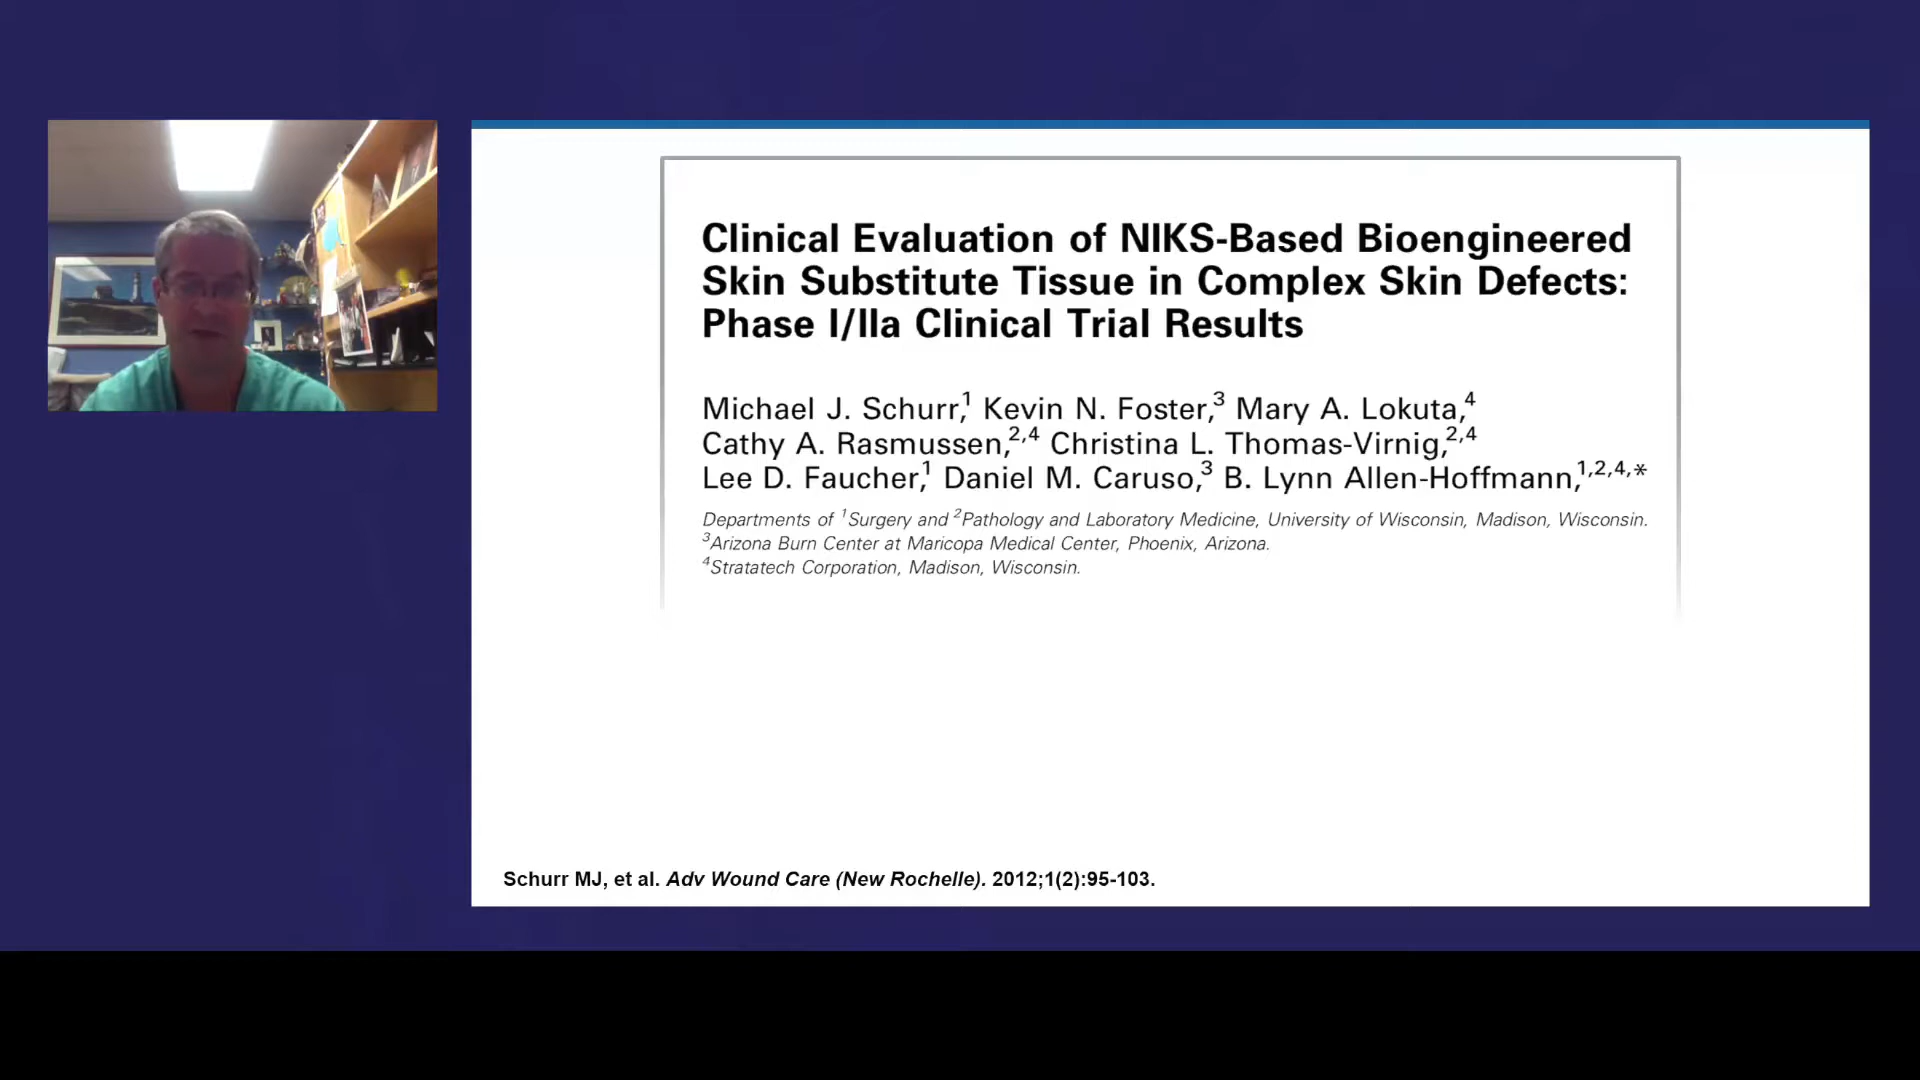 Clinical Evaluation of NIKS-Based Bioengineered
Skin Substitute Tissue in Complex Skin Defects:
Phase I/IIa Clinical Trial Results
Michael J. Schurr,¹ Kevin N. Foster,³ Mary A. Lokuta,⁴
Cathy A. Rasmussen,²,⁴ Christina L. Thomas-Virnig,²,⁴
Lee D. Faucher,¹ Daniel M. Caruso,³ B. Lynn Allen-Hoffmann,¹,²,⁴,*
Departments of ¹Surgery and ²Pathology and Laboratory Medicine, University of Wisconsin, Madison, Wisconsin.
³Arizona Burn Center at Maricopa Medical Center, Phoenix, Arizona.
⁴Stratatech Corporation, Madison, Wisconsin.
Schurr MJ, et al. Adv Wound Care (New Rochelle). 2012;1(2):95-103.